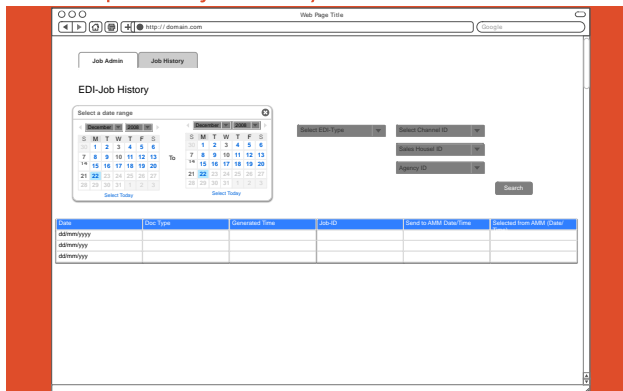 Web Page Title
http://domain.com
Google
Job Admin
Job History
EDI-Job History
Select a date range
December 2008
December 2008
S M T W T F S
S M T W T F S
30 1 2 3 4 5 6
30 1 2 3 4 5 6
7 8 9 10 11 12 13
7 8 9 10 11 12 13
To
14 15 16 17 18 19 20
14 15 16 17 18 19 20
21 22 23 24 25 26 27
21 22 23 24 25 26 27
28 29 30 31 1 2 3
28 29 30 31 1 2 3
Select Today
Select Today
Select EDI-Type
Select Channel ID
Sales Housel ID
Agency ID
Search
Date Doc Type Generated Time Job-ID Send to AMM Date/Time Selected from AMM (Date/
dd/mm/yyy
dd/mm/yyy
dd/mm/yyy